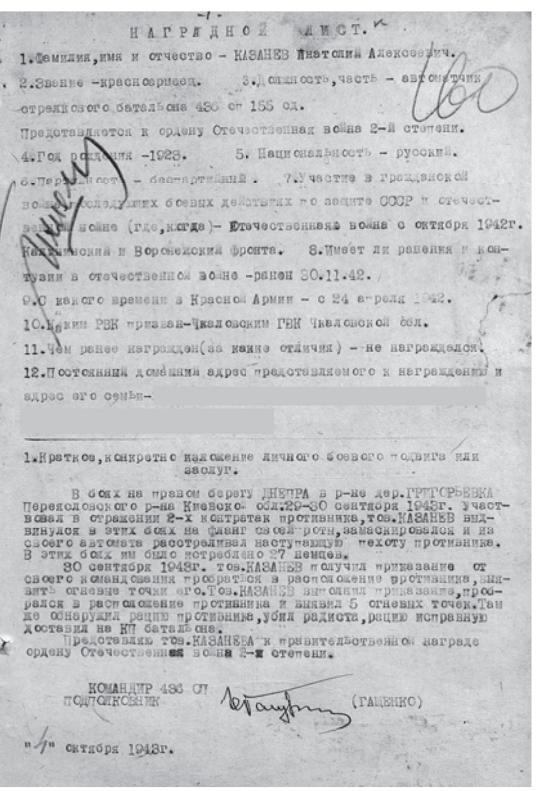 -1-
НАГРАДНОЙ ЛИСТ.
1.Фамилия,имя и отчество - КАЗАНЕВ Анатолий Алексеевич.
2.Звание -красноармеец. 3.Должность,часть - автоматчик
стрелкового батальона 436 сп 155 сд.
160
Представляется к ордену Отечественная война 2-й степени.
4.Год рождения -1923. 5. Национальность - русский.
6.Партийность - беспартийный. 7.Участие в гражданской
войне,последующих боевых действиях по защите СССР и отечест-
венной войне (где,когда)- Отечественная война с октября 1942г.
Калининский и Воронежский фронта. 8.Имеет ли ранения и кон-
тузии в отечественной войне -ранен 30.11.42.
9.С какого времени в Красной Армии - с 24 апреля 1942.
10.Каким РВК призван-Чкаловским ГВК Чкаловской обл.
11.Чем ранее награжден(за какие отличия) - не награждался.
12.Постоянный домашний адрес представляемого к награждению и
адрес его семьи-
1.Краткое,конкретно изложение личного боевого подвига или
заслуг.
В боях на правом берегу ДНЕПРА в р-не дер.ГРИГОРЬЕВКА
Переясловского р-на Киевской обл.29-30 сентября 1943г. участ-
вовал в отражении 2-х контратак противника,тов.КАЗАНЕВ выд-
винулся в этих боях на фланг своей роты,замаскировался и из
своего автомата расстреливал наступающую пехоту противника.
В этих боях им было истреблено 27 немцев.
30 сентября 1943г. тов.КАЗАНЕВ получил приказание от
своего командования пробраться в расположение противника,выя-
вить огневые точки его.Тов.КАЗАНЕВ выполнил приказание,проб-
рался в расположение противника и выявил 5 огневых точек.Там
же обнаружил рацию противника,убил радиста,рацию исправную
доставил на КП батальона.
Представляю тов.КАЗАНЕВА к правительственной награде
ордену Отечественная война 2-й степени.
КОМАНДИР 436 СП
ПОДПОЛКОВНИК (ГАЦЕНКО)
"4" октября 1943г.